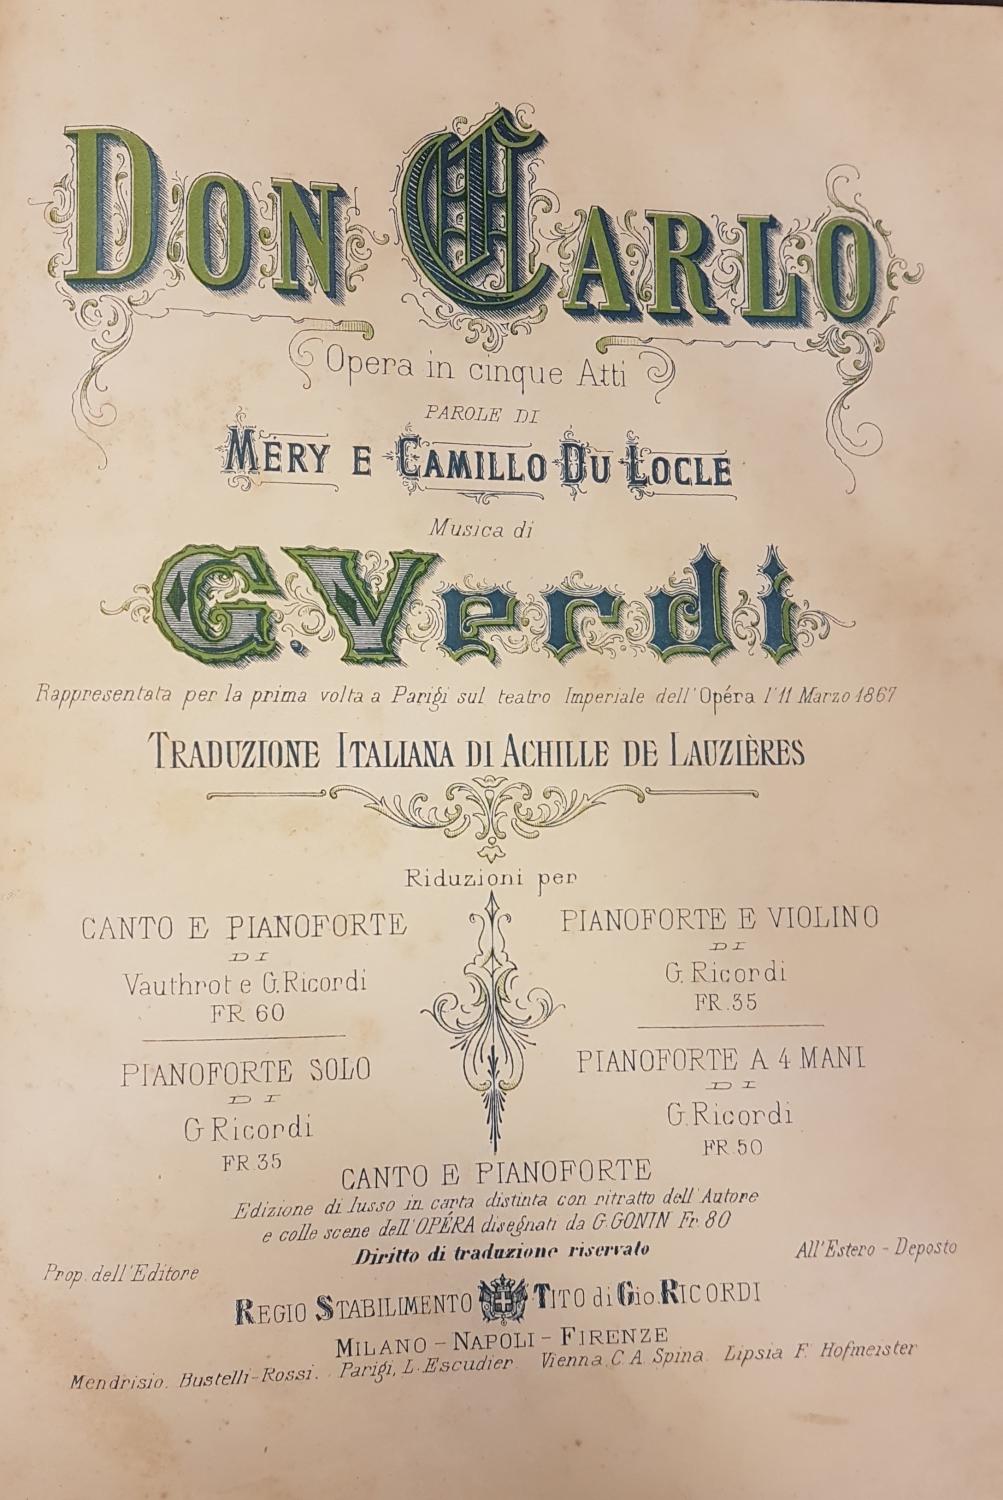 DON CARLO
Opera in cinque Atti
PAROLE DI
MÉRY E CAMILLO DU LOCLE
Musica di
G. Verdi
Rappresentata per la prima volta a Parigi sul teatro Imperiale dell'Opéra l'11 Marzo 1867
TRADUZIONE ITALIANA DI ACHILLE DE LAUZIÈRES
Riduzioni per
CANTO E PIANOFORTE
DI
Vauthrot e G. Ricordi
FR 60
PIANOFORTE SOLO
DI
G Ricordi
FR. 35
PIANOFORTE E VIOLINO
DI
G. Ricordi
FR. 35
PIANOFORTE A 4 MANI
DI
G. Ricordi
FR. 50
CANTO E PIANOFORTE
Edizione di lusso in carta distinta con ritratto dell'Autore
e colle scene dell'OPÉRA disegnati da G. GONIN Fr. 80
Diritto di traduzione riservato
Prop. dell'Editore
All'Estero - Deposto
REGIO STABILIMENTO TITO di Gio. RICORDI
MILANO - NAPOLI - FIRENZE
Mendrisio. Bustelli-Rossi. Parigi, L. Escudier. Vienna. C. A. Spina. Lipsia F. Hofmeister